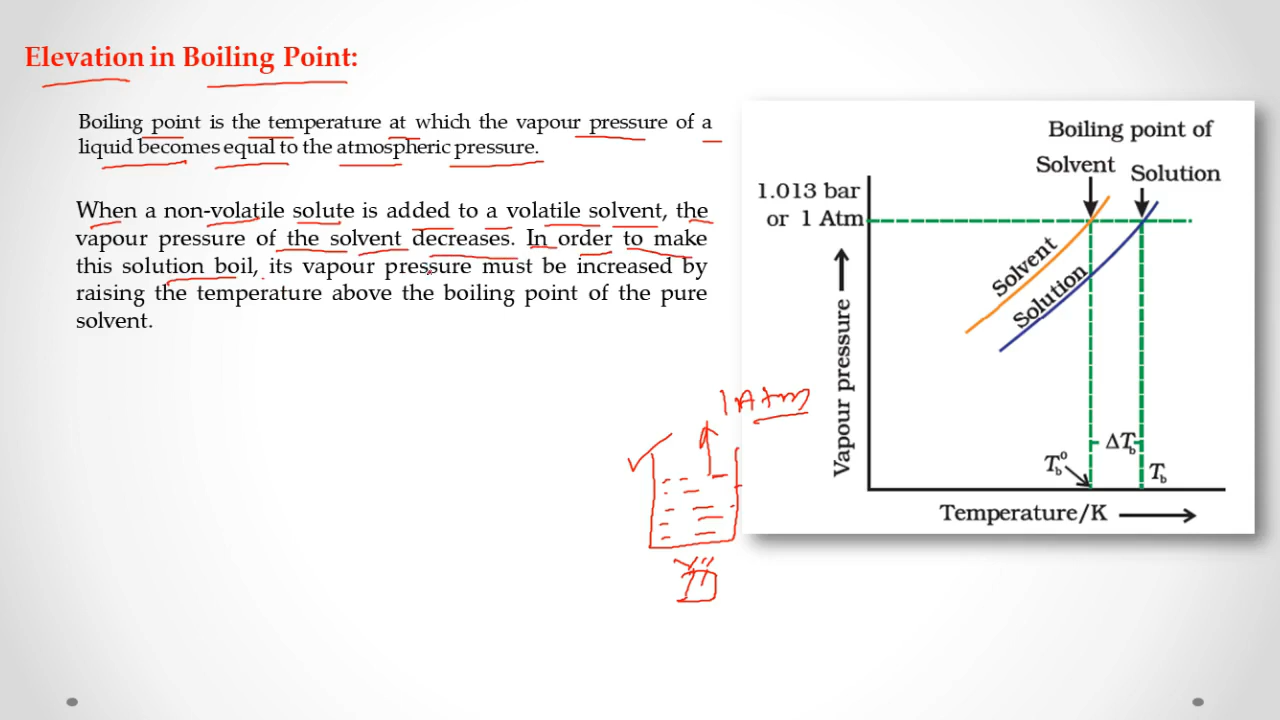 Elevation in Boiling Point:
Boiling point is the temperature at which the vapour pressure of a
liquid becomes equal to the atmospheric pressure.
When a non-volatile solute is added to a volatile solvent, the
vapour pressure of the solvent decreases. In order to make
this solution boil, its vapour pressure must be increased by
raising the temperature above the boiling point of the pure
solvent.
1 Atm
Boiling point of
Solvent
Solution
1.013 bar
or 1 Atm
Solvent
Solution
Vapour pressure
ΔT_b
T_b°
T_b
Temperature/K